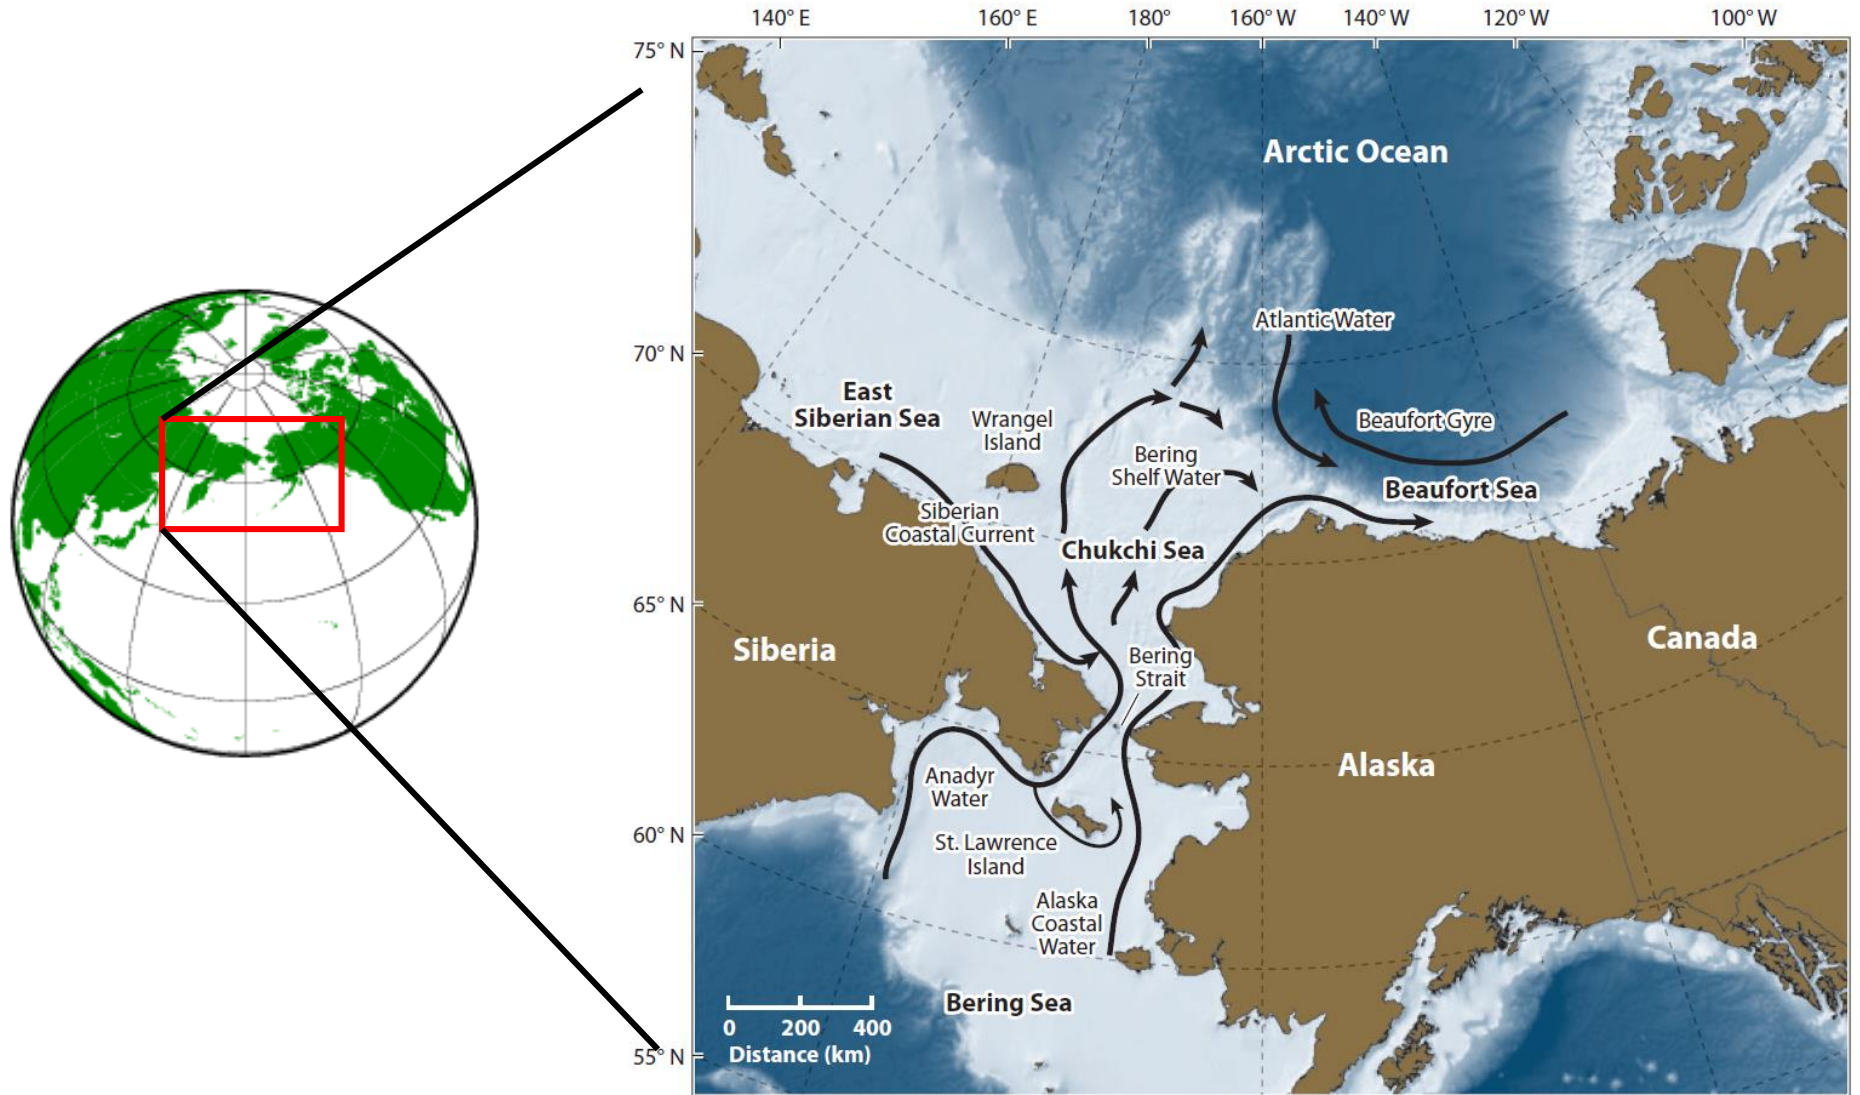 140° E
160° E
180°
160° W
140° W
120° W
100° W
75° N
70° N
65° N
60° N
55° N
Arctic Ocean
Atlantic Water
East
Siberian Sea
Wrangel
Island
Beaufort Gyre
Bering
Shelf Water
Beaufort Sea
Siberian
Coastal Current
Chukchi Sea
Siberia
Bering
Strait
Canada
Alaska
Anadyr
Water
St. Lawrence
Island
Alaska
Coastal
Water
Bering Sea
0 200 400
Distance (km)